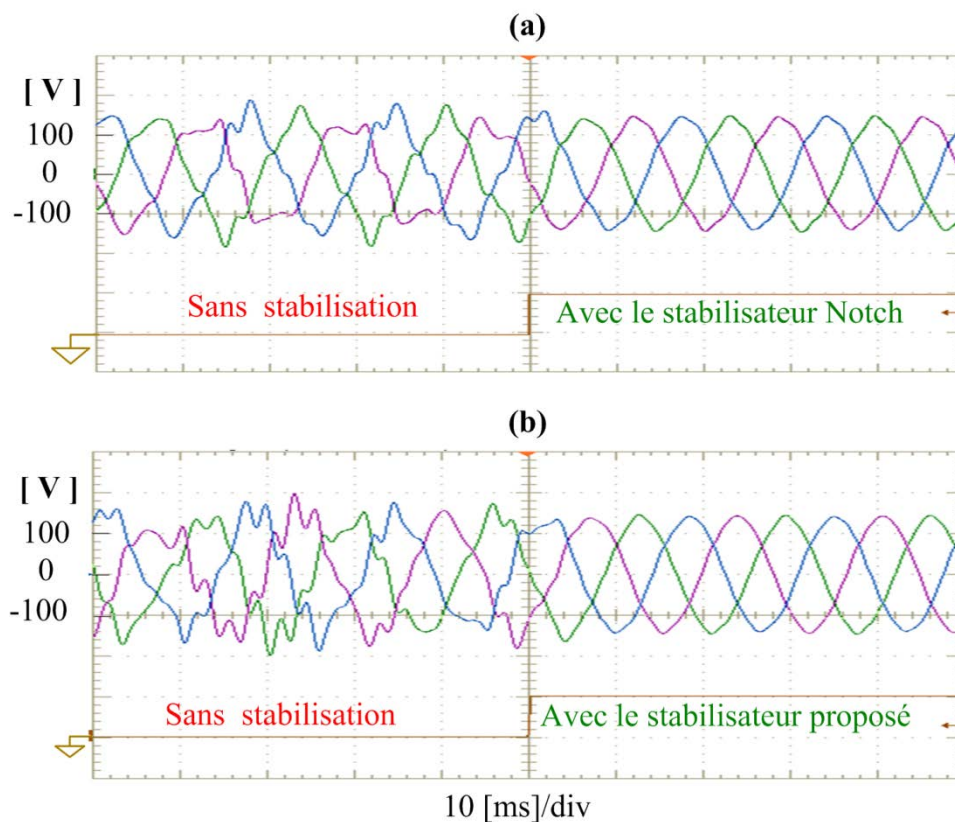 (a)
[ V ]
100
0
-100
Sans stabilisation
Avec le stabilisateur Notch
(b)
[ V ]
100
0
-100
Sans stabilisation
Avec le stabilisateur proposé
10 [ms]/div